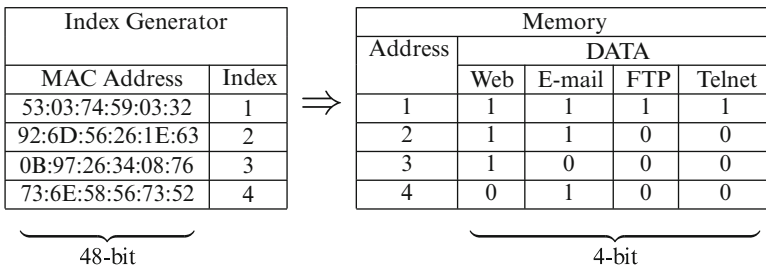 Index Generator Memory
Address DATA
MAC Address Index Web E-mail FTP Telnet
53:03:74:59:03:32 1 ⇒ 1 1 1 1 1
92:6D:56:26:1E:63 2 2 1 1 0 0
0B:97:26:34:08:76 3 3 1 0 0 0
73:6E:58:56:73:52 4 4 0 1 0 0
48-bit 4-bit